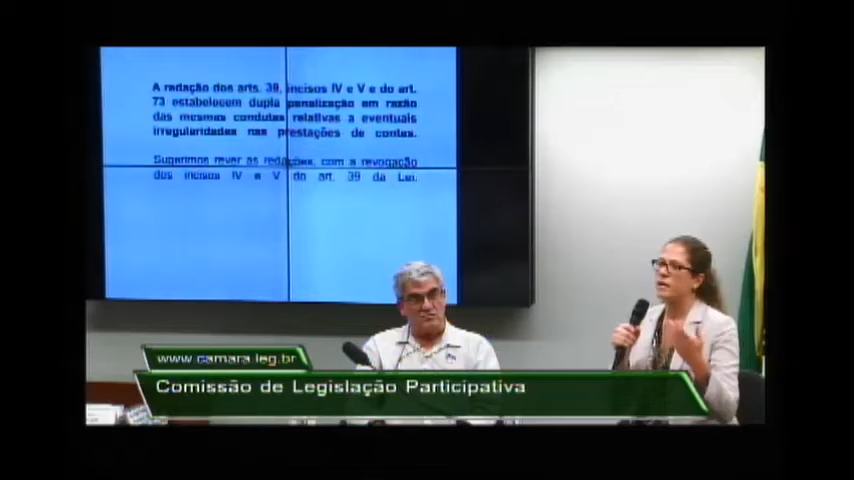 A redação dos arts. 39, incisos IV e V e do art.
73 estabelecem dupla penalização em razão
das mesmas condutas relativas a eventuais
irregularidades nas prestações de contas.
Sugerimos rever as redações, com a revogação
dos incisos IV e V do art. 39 da Lei.
www.camara.leg.br
Comissão de Legislação Participativa